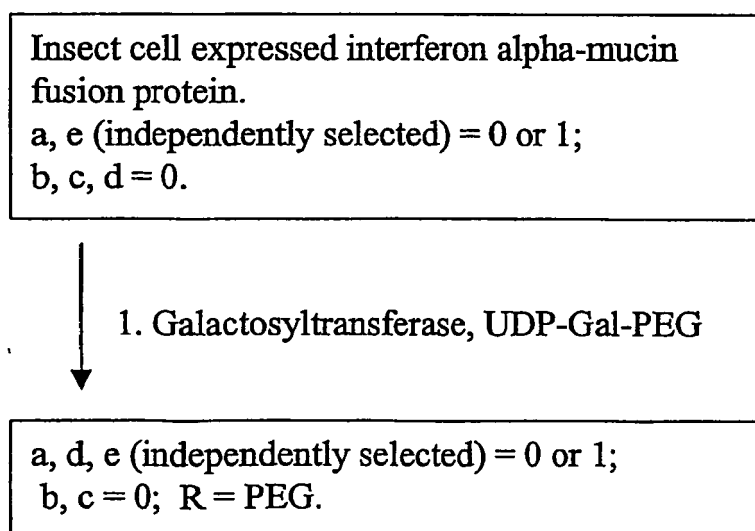 Insect cell expressed interferon alpha-mucin
fusion protein.
a, e (independently selected) = 0 or 1;
b, c, d = 0.
1. Galactosyltransferase, UDP-Gal-PEG
a, d, e (independently selected) = 0 or 1;
b, c = 0; R = PEG.